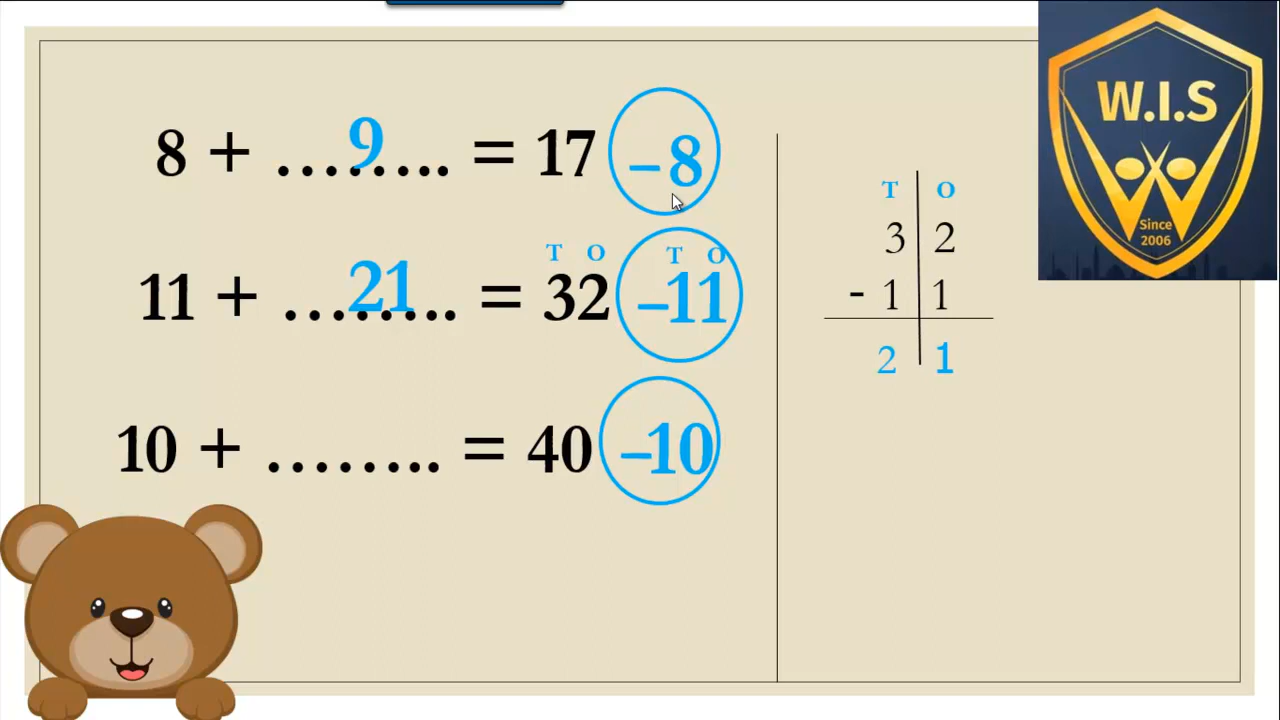 8 + ...9..... = 17 –8
T O T O
11 + ...21..... = 32 –11
10 + ........ = 40 –10
T O
3 2
- 1 1
2 1
W.I.S
Since
2006